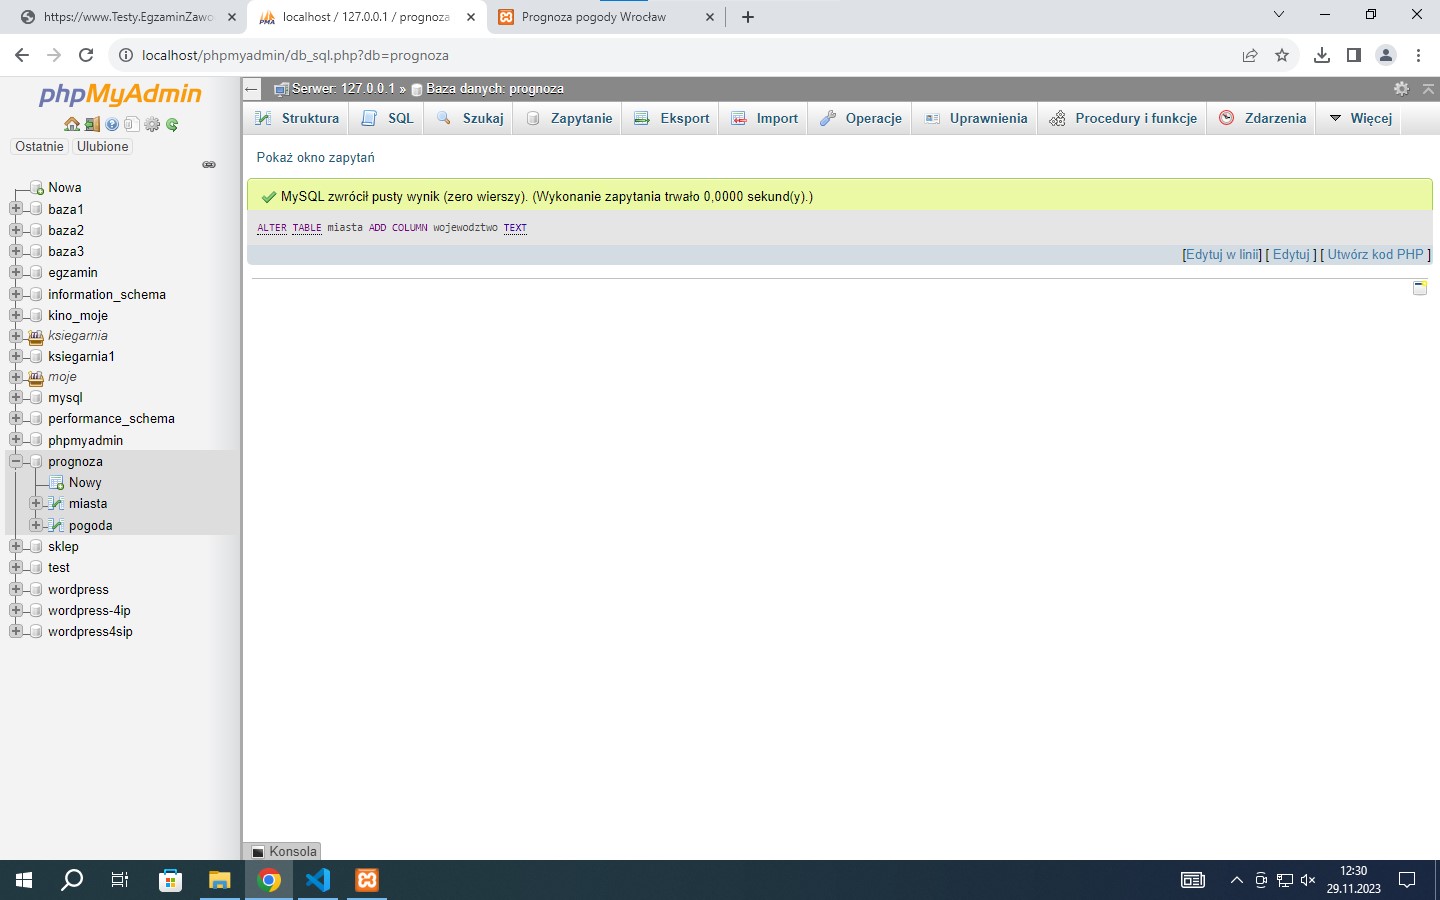 https://www.Testy.EgzaminZawo
localhost / 127.0.0.1 / prognoza
Prognoza pogody Wrocław
localhost/phpmyadmin/db_sql.php?db=prognoza
phpMyAdmin
Ostatnie
Ulubione
Nowa
baza1
baza2
baza3
egzamin
information_schema
kino_moje
ksiegarnia
ksiegarnia1
moje
mysql
performance_schema
phpmyadmin
prognoza
Nowy
miasta
pogoda
sklep
test
wordpress
wordpress-4ip
wordpress4sip
Serwer: 127.0.0.1 » Baza danych: prognoza
Struktura
SQL
Szukaj
Zapytanie
Eksport
Import
Operacje
Uprawnienia
Procedury i funkcje
Zdarzenia
Więcej
Pokaż okno zapytań
MySQL zwrócił pusty wynik (zero wierszy). (Wykonanie zapytania trwało 0,0000 sekund(y).)
ALTER TABLE miasta ADD COLUMN wojewodztwo TEXT
[Edytuj w linii] [ Edytuj ] [ Utwórz kod PHP ]
Konsola
12:30
29.11.2023